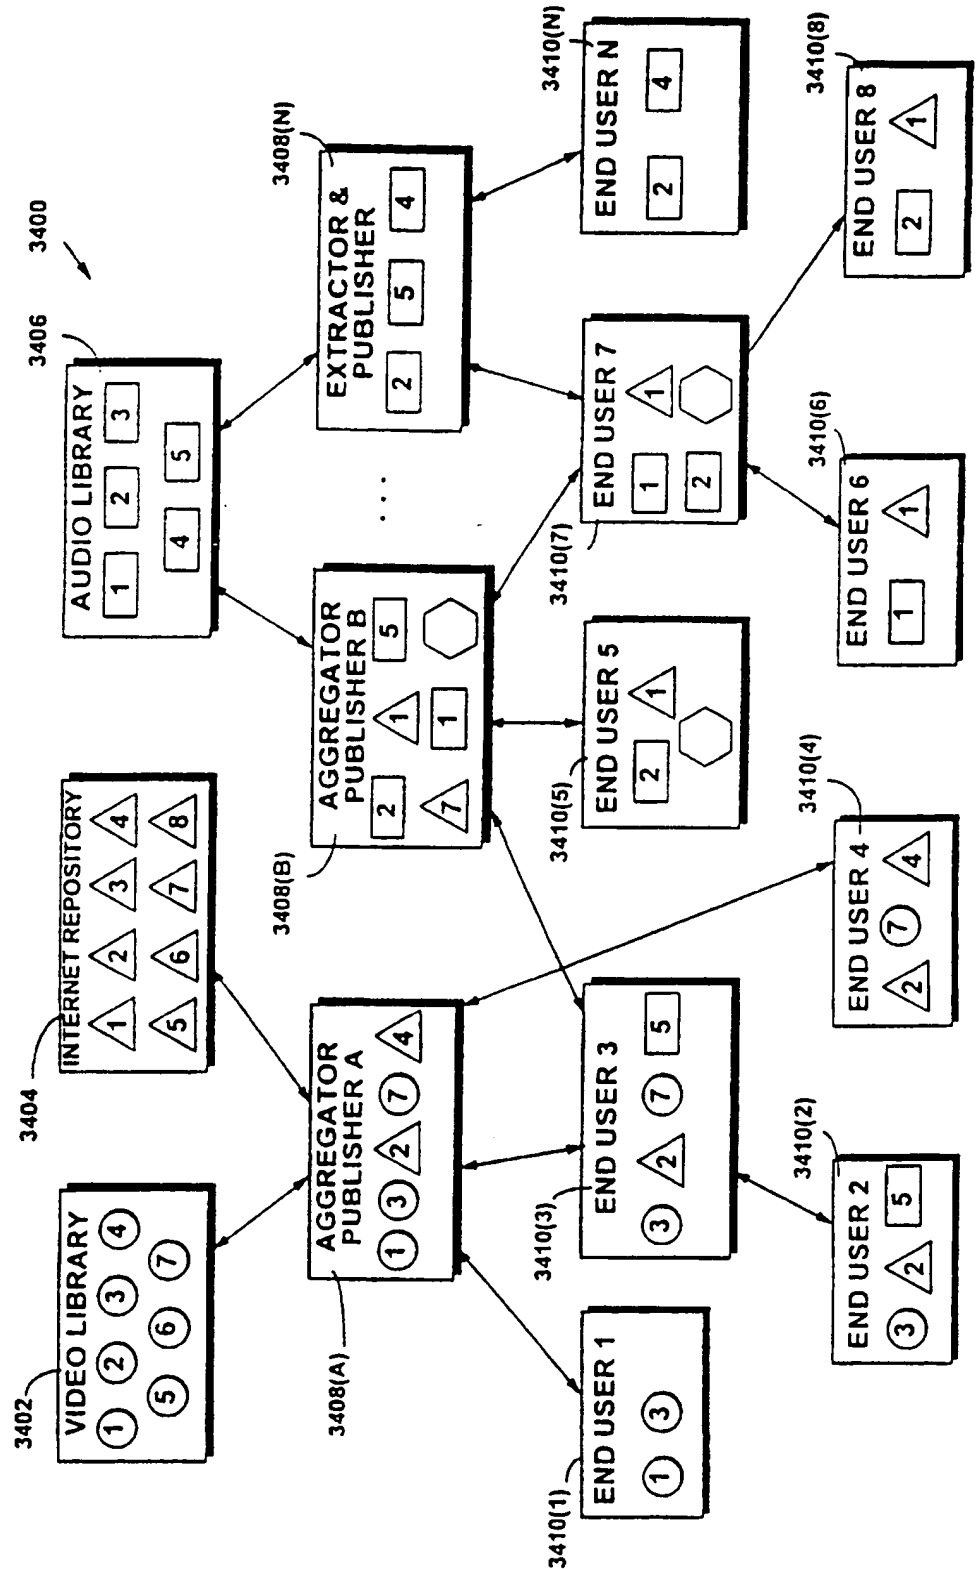 3400
3402
VIDEO LIBRARY
1 2 3 4
5 6 7
3404
INTERNET REPOSITORY
1 2 3 4
5 6 7 8
3406
AUDIO LIBRARY
1 2 3
4 5
3408(A)
AGGREGATOR
PUBLISHER A
1 3 2 7 4
3408(B)
AGGREGATOR
PUBLISHER B
2 1 5
7 1
...
3408(N)
EXTRACTOR &
PUBLISHER
2 5 4
3410(1)
END USER 1
1 3
3410(3)
END USER 3
3 2 7 5
3410(5)
END USER 5
2 1
3410(7)
END USER 7
1 1
2
3410(N)
END USER N
2 4
3410(2)
END USER 2
3 2 5
3410(4)
END USER 4
2 7 4
3410(6)
END USER 6
1 1
3410(8)
END USER 8
2 1